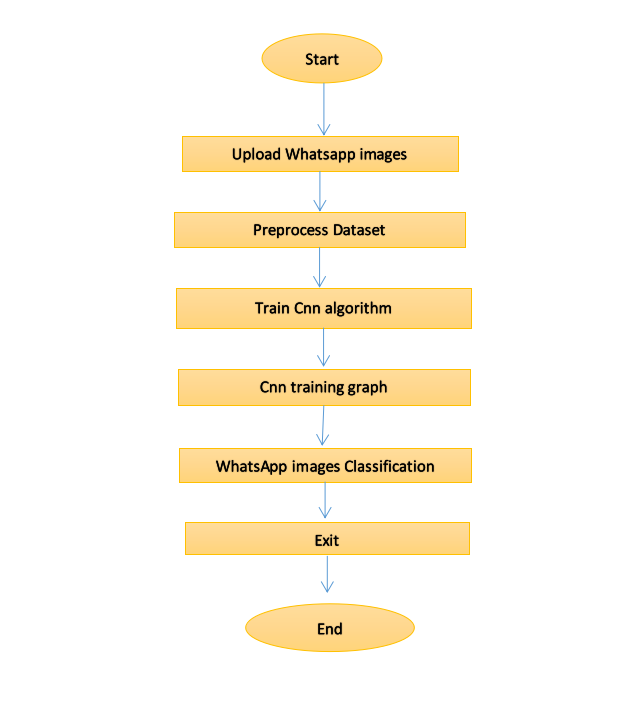 Start
Upload Whatsapp images
Preprocess Dataset
Train Cnn algorithm
Cnn training graph
WhatsApp images Classification
Exit
End